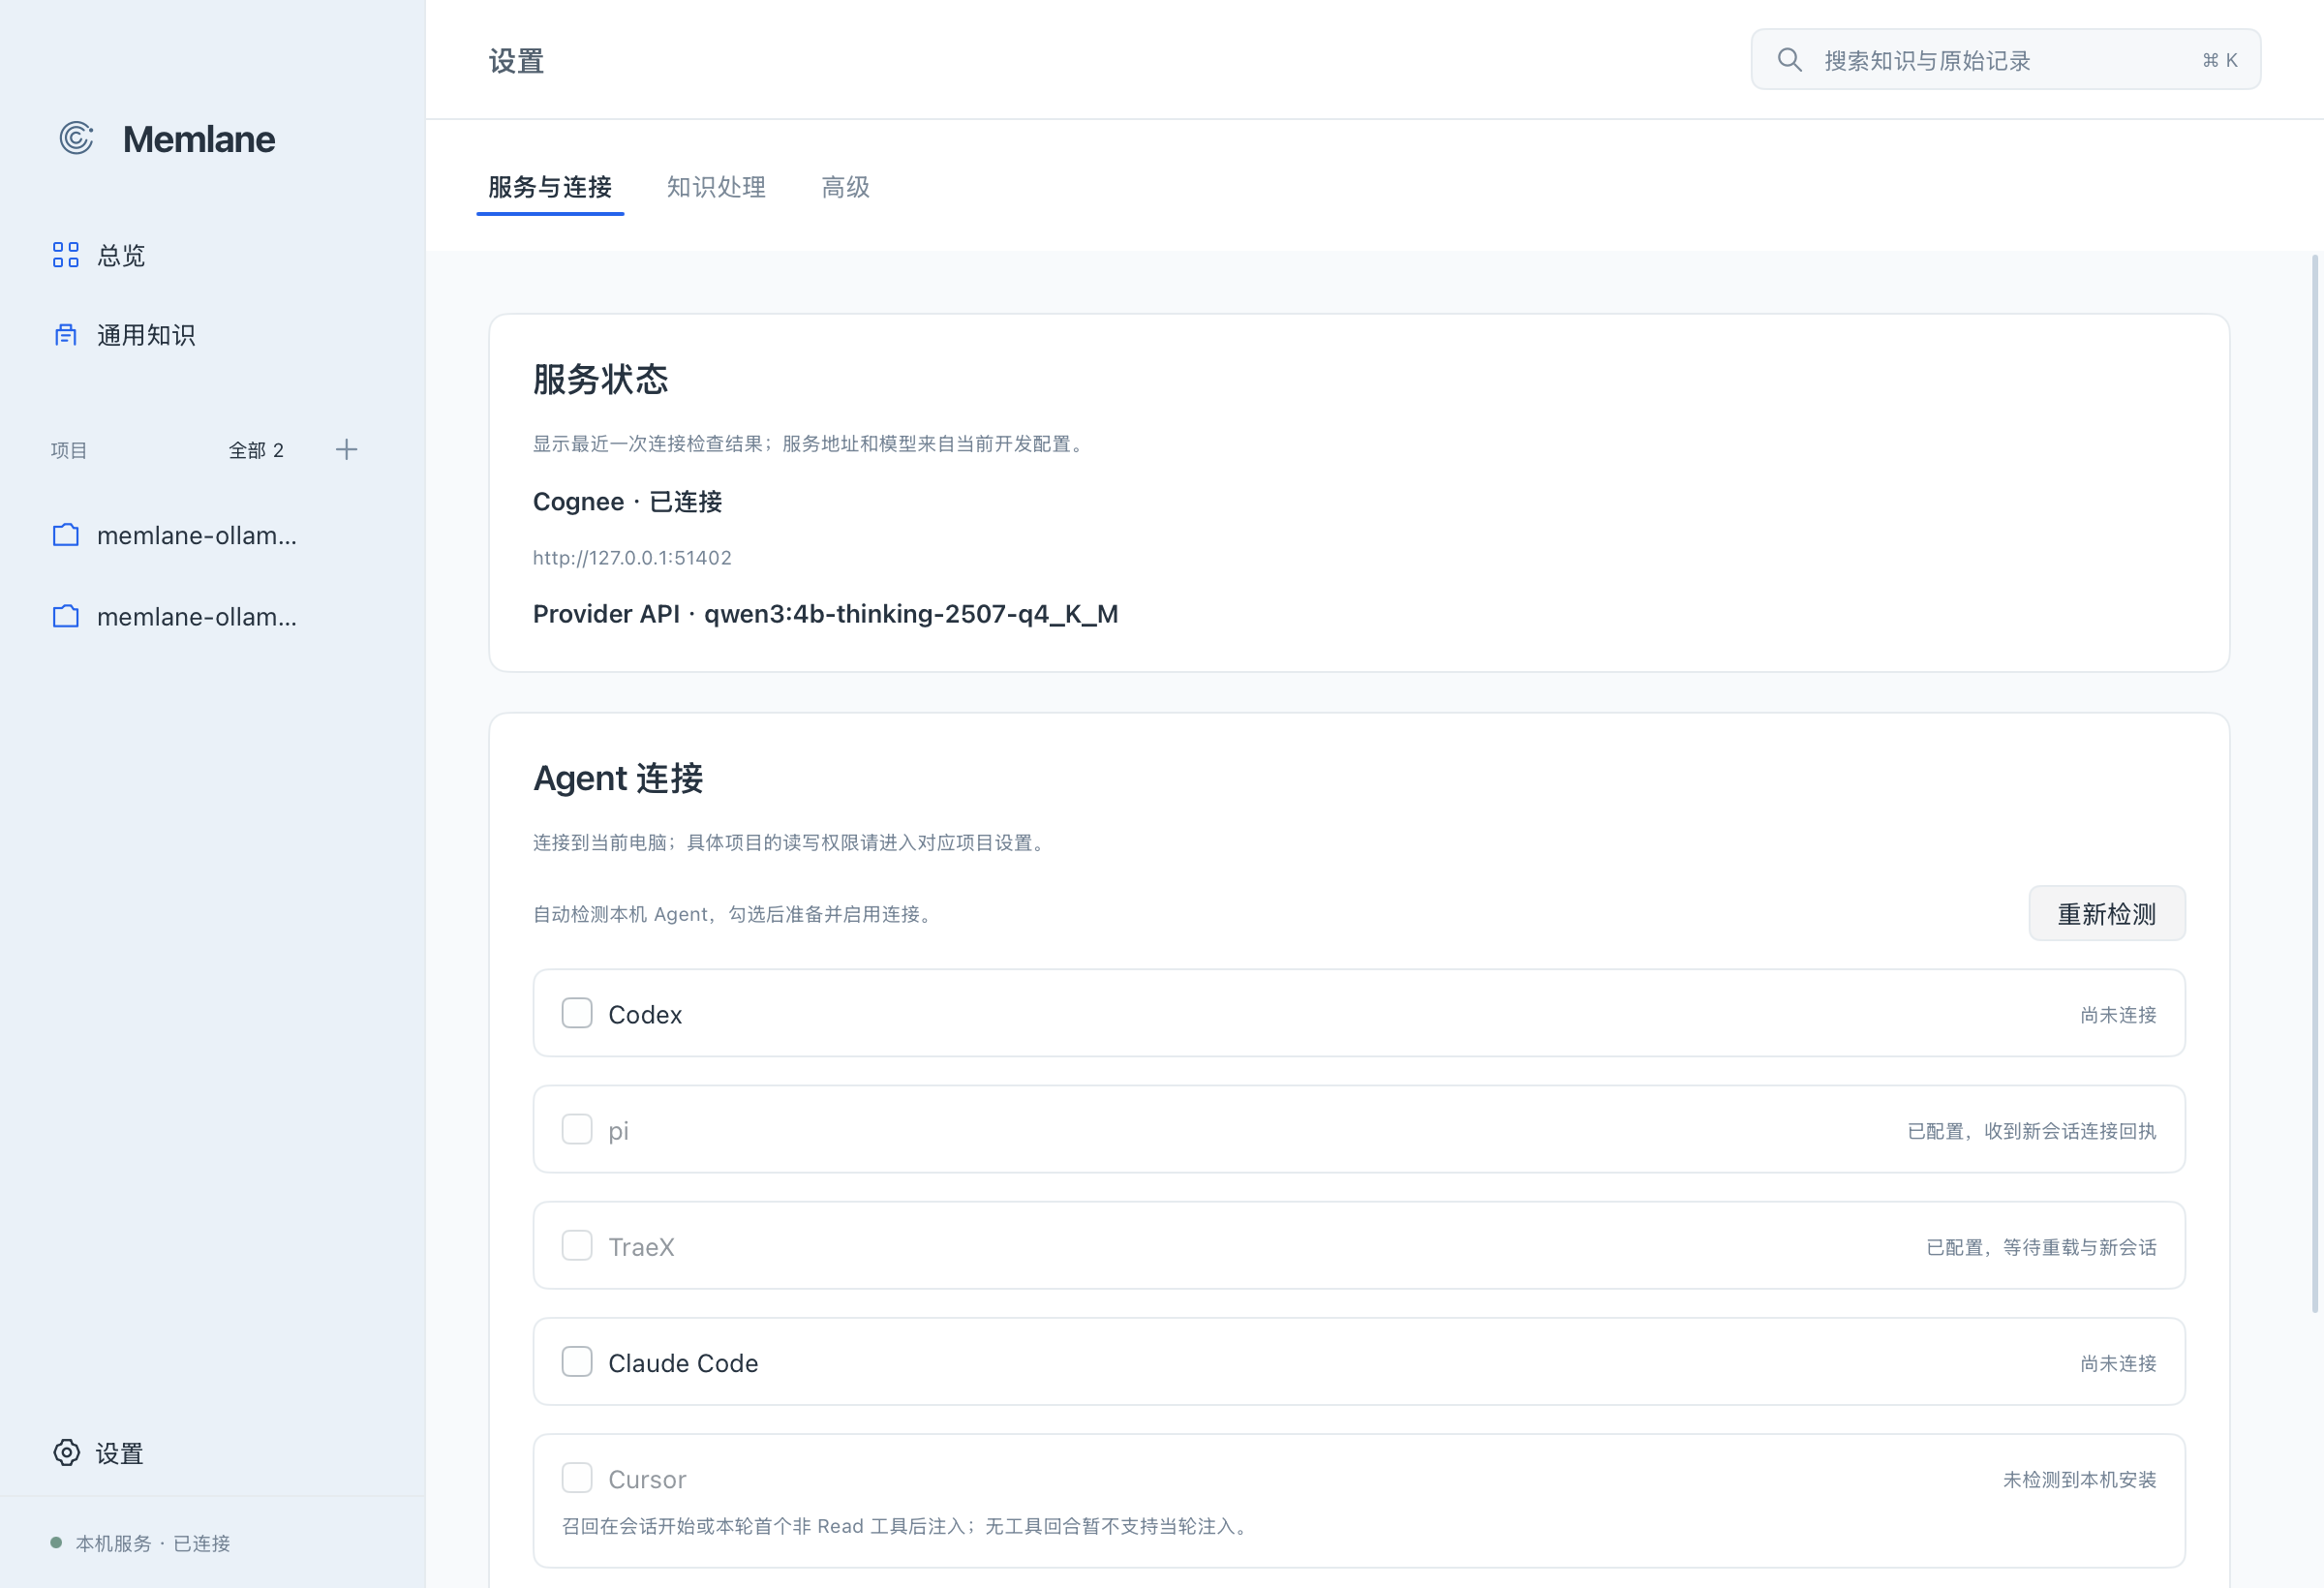 Memlane
总览
通用知识
项目 全部 2
memlane-ollam...
memlane-ollam...
设置
本机服务 · 已连接
设置
搜索知识与原始记录 ⌘ K
服务与连接 知识处理 高级
服务状态
显示最近一次连接检查结果；服务地址和模型来自当前开发配置。
Cognee · 已连接
http://127.0.0.1:51402
Provider API · qwen3:4b-thinking-2507-q4_K_M
Agent 连接
连接到当前电脑；具体项目的读写权限请进入对应项目设置。
自动检测本机 Agent，勾选后准备并启用连接。 重新检测
Codex 尚未连接
pi 已配置，收到新会话连接回执
TraeX 已配置，等待重载与新会话
Claude Code 尚未连接
Cursor 未检测到本机安装
召回在会话开始或本轮首个非 Read 工具后注入；无工具回合暂不支持当轮注入。